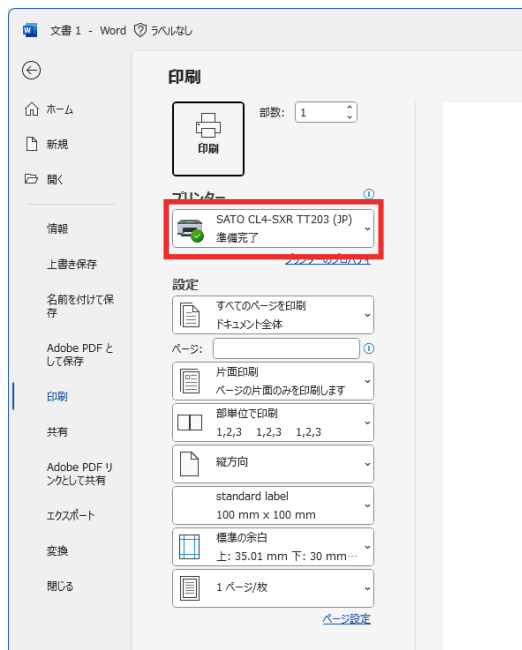 文書 1 - Word ラベルなし
印刷
ホーム
新規
開く
情報
上書き保存
名前を付けて保
存
Adobe PDF と
して保存
印刷
共有
Adobe PDF リ
ンクとして共有
エクスポート
変換
閉じる
印刷
部数: 1
プリンター
SATO CL4-SXR TT203 (JP)
準備完了
プリンターのプロパティ
設定
すべてのページを印刷
ドキュメント全体
ページ:
片面印刷
ページの片面のみを印刷します
部単位で印刷
1,2,3 1,2,3 1,2,3
縦方向
standard label
100 mm x 100 mm
標準の余白
上: 35.01 mm 下: 30 mm…
1 ページ/枚
ページ設定